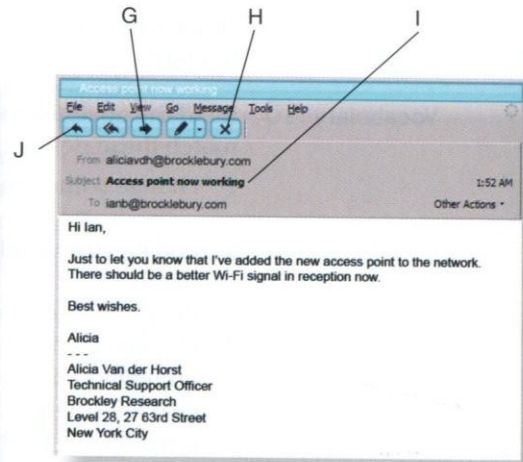 G H I
Access point now working
File Edit View Go Message Tools Help
J
From aliciavdh@brocklebury.com
Subject Access point now working 1:52 AM
To ianb@brocklebury.com Other Actions
Hi Ian,
Just to let you know that I've added the new access point to the network.
There should be a better Wi-Fi signal in reception now.
Best wishes.
Alicia
---
Alicia Van der Horst
Technical Support Officer
Brockley Research
Level 28, 27 63rd Street
New York City